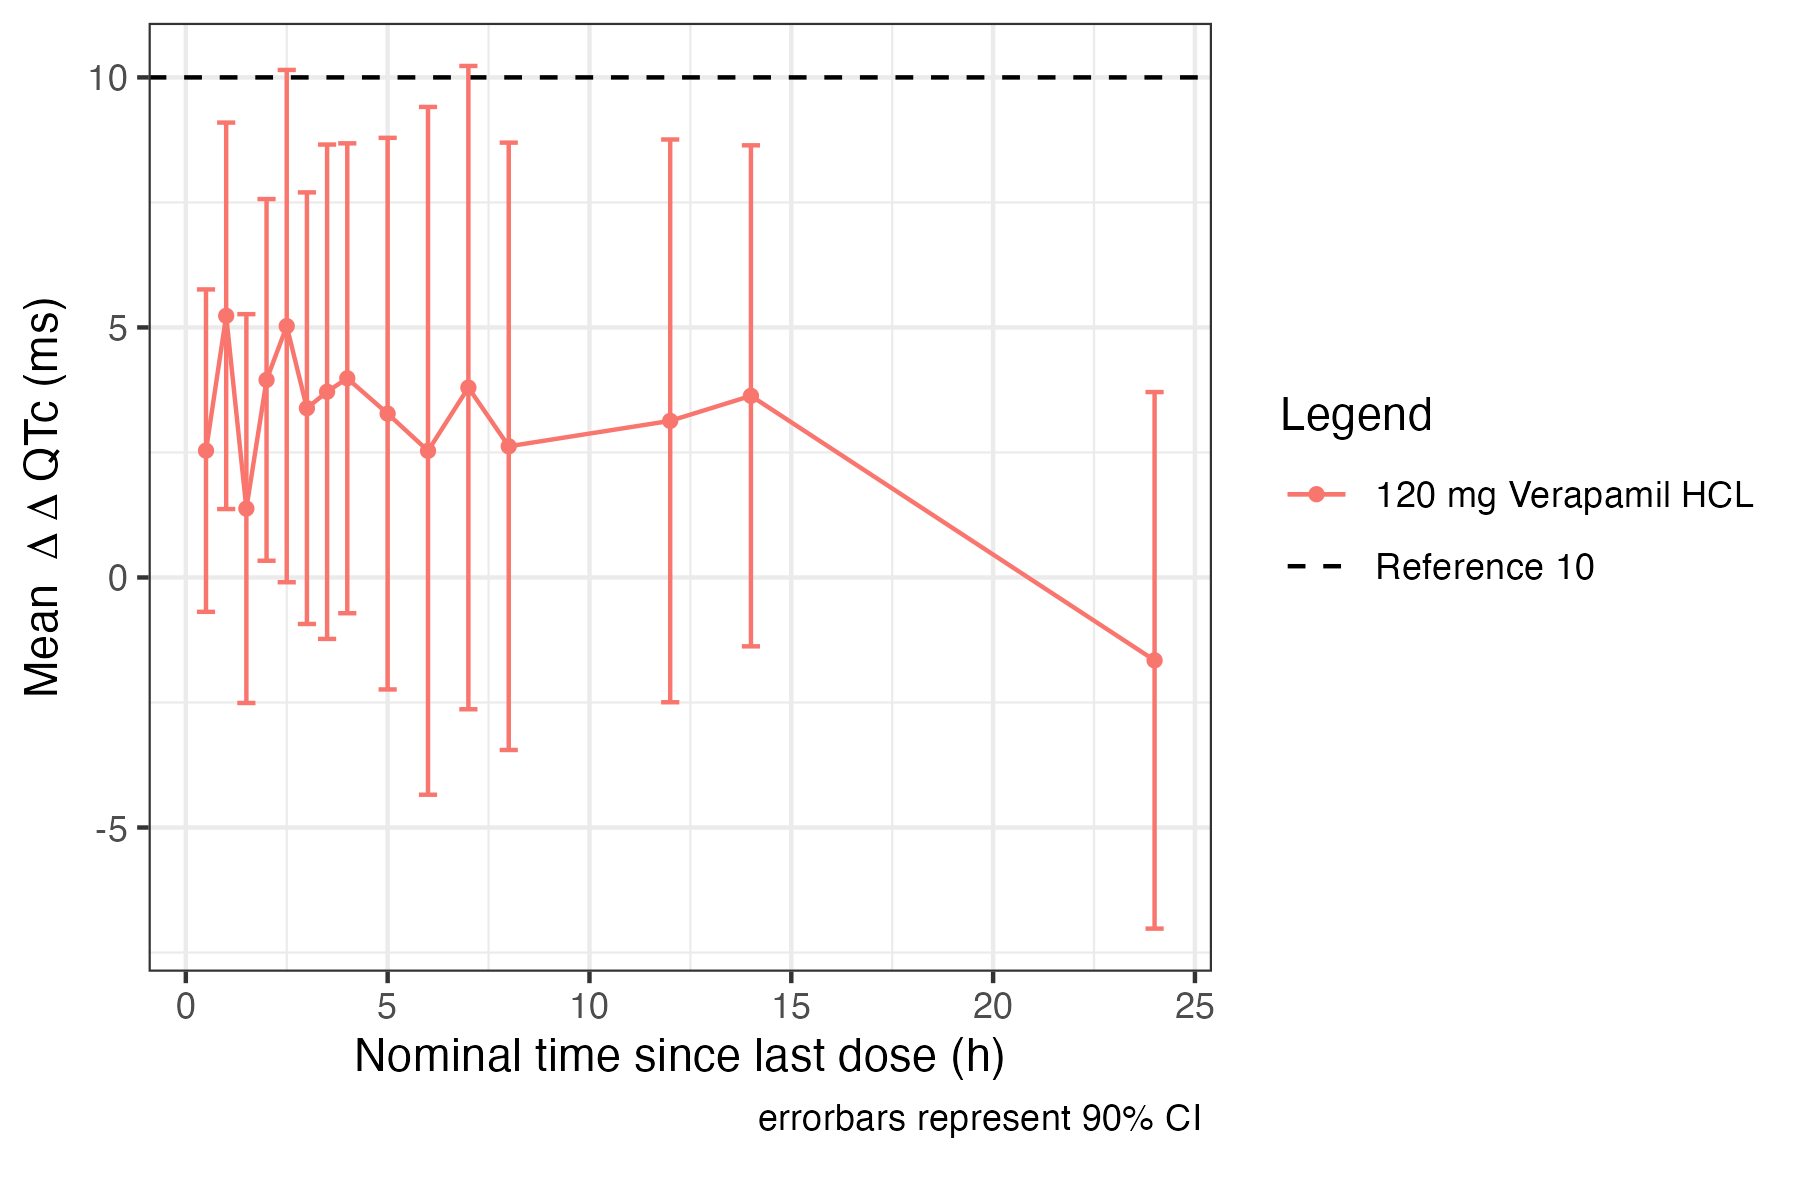 10
5
0
-5
Mean Δ Δ QTc (ms)
0 5 10 15 20 25
Nominal time since last dose (h)
errorbars represent 90% CI
Legend
120 mg Verapamil HCL
Reference 10